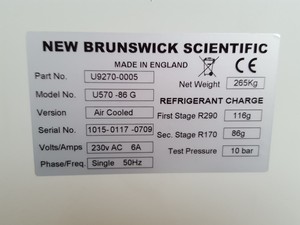 NEW BRUNSWICK SCIENTIFIC
MADE IN ENGLAND
Part No. U9270-0005
Net Weight 265Kg
Model No. U570 -86 G
REFRIGERANT CHARGE
Version Air Cooled
First Stage R290 116g
Serial No. 1015-0117-0709
Sec. Stage R170 86g
Volts/Amps 230v AC 6A
Test Pressure 10 bar
Phase/Freq. Single 50Hz